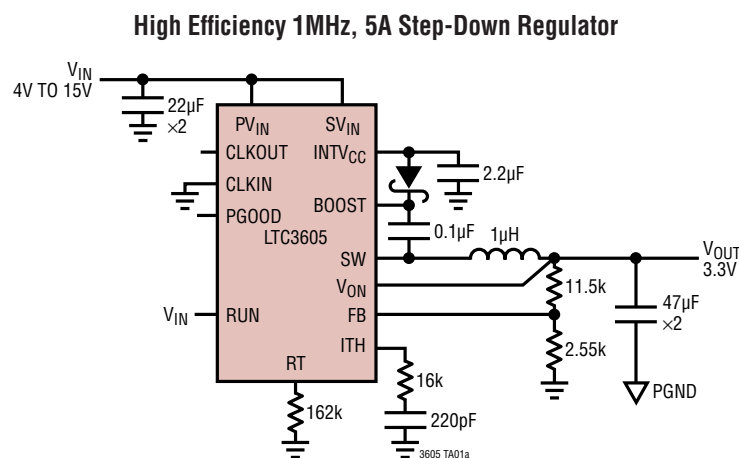 High Efficiency 1MHz, 5A Step-Down Regulator
VIN
4V TO 15V
22µF
×2
PVIN
SVIN
CLKOUT
INTVCC
CLKIN
2.2µF
BOOST
PGOOD
LTC3605
0.1µF
1µH
SW
VOUT
3.3V
VON
11.5k
47µF
×2
VIN
RUN
FB
ITH
2.55k
RT
16k
PGND
162k
220pF
3605 TA01a